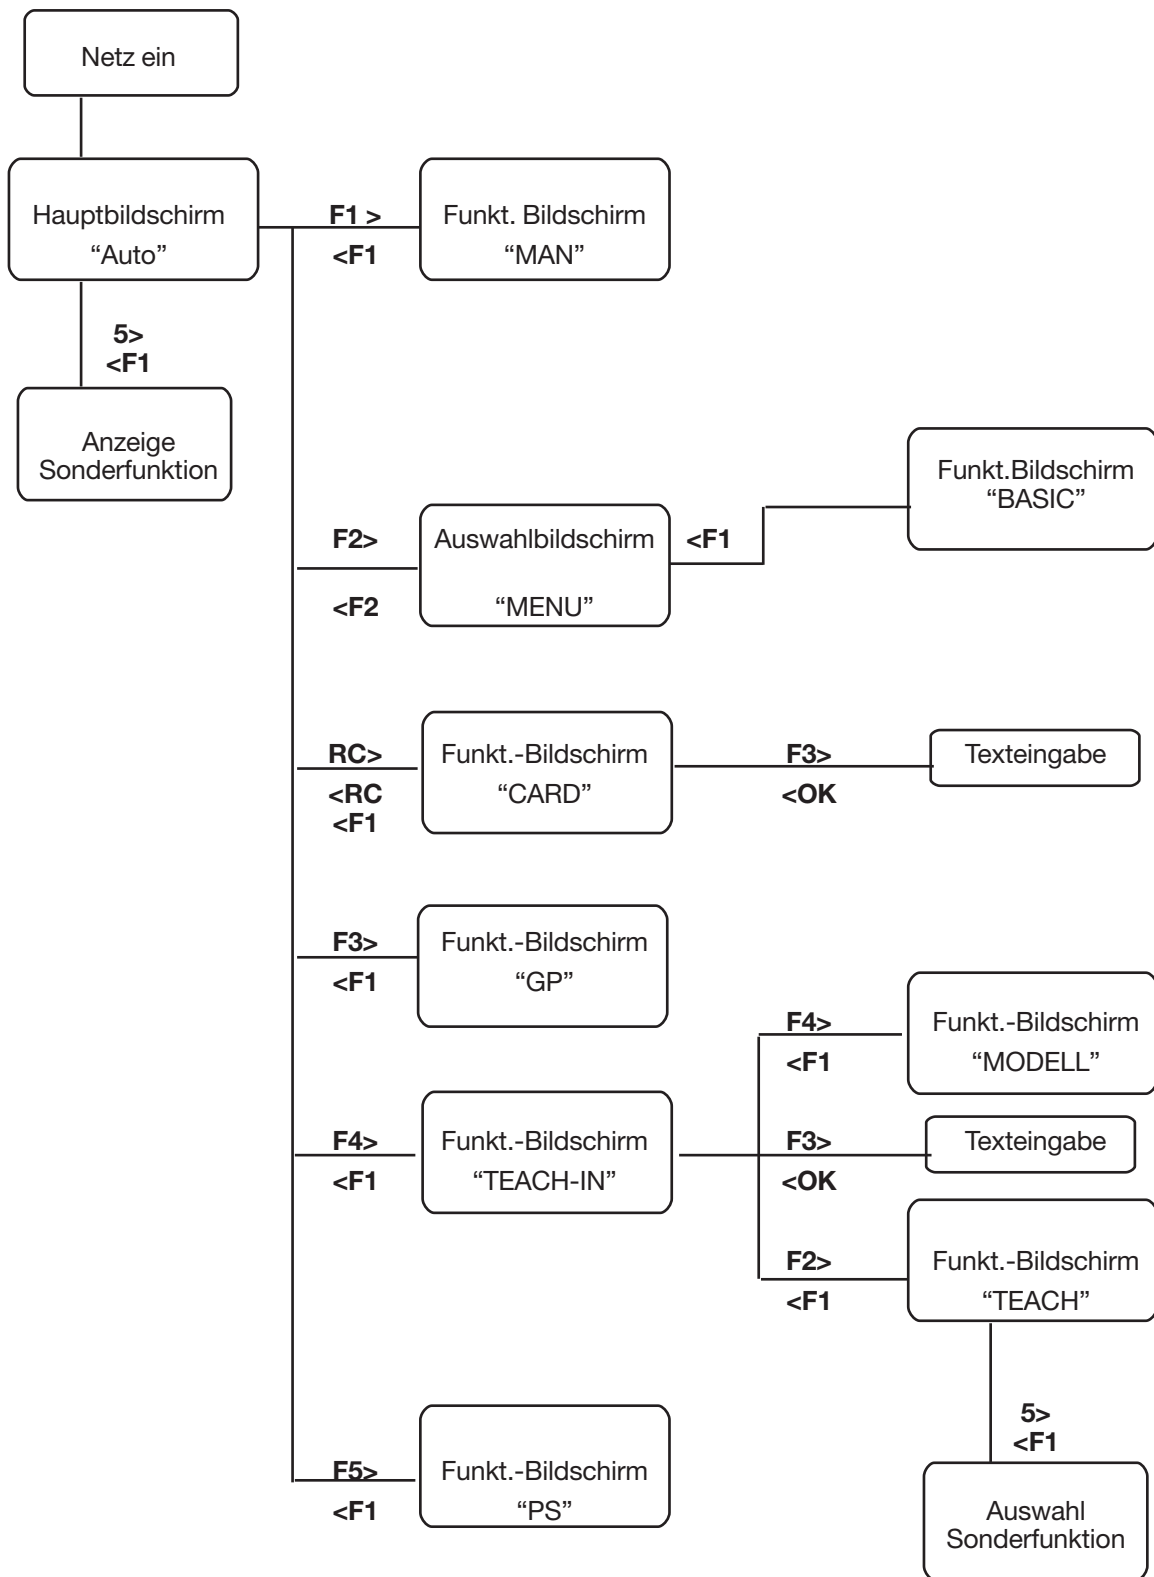 Netz ein
Hauptbildschirm
“Auto”
5>
<F1
Anzeige
Sonderfunktion
F1 >
<F1
Funkt. Bildschirm
“MAN”
F2>
<F2
Auswahlbildschirm
“MENU”
<F1
Funkt.Bildschirm
“BASIC”
RC>
<RC
<F1
Funkt.-Bildschirm
“CARD”
F3>
<OK
Texteingabe
F3>
<F1
Funkt.-Bildschirm
“GP”
F4>
<F1
Funkt.-Bildschirm
“TEACH-IN”
F4>
<F1
Funkt.-Bildschirm
“MODELL”
F3>
<OK
Texteingabe
F2>
<F1
Funkt.-Bildschirm
“TEACH”
5>
<F1
Auswahl
Sonderfunktion
F5>
<F1
Funkt.-Bildschirm
“PS”